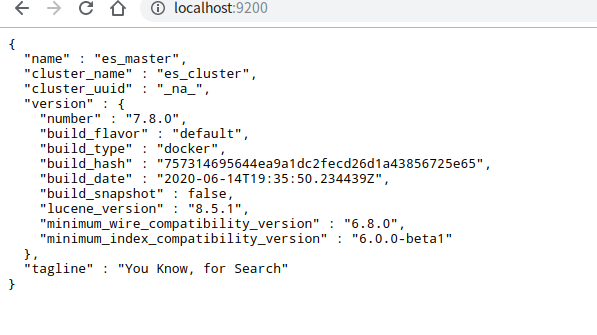 localhost:9200
{
  "name" : "es_master",
  "cluster_name" : "es_cluster",
  "cluster_uuid" : "_na_",
  "version" : {
    "number" : "7.8.0",
    "build_flavor" : "default",
    "build_type" : "docker",
    "build_hash" : "757314695644ea9a1dc2fecd26d1a43856725e65",
    "build_date" : "2020-06-14T19:35:50.234439Z",
    "build_snapshot" : false,
    "lucene_version" : "8.5.1",
    "minimum_wire_compatibility_version" : "6.8.0",
    "minimum_index_compatibility_version" : "6.0.0-beta1"
  },
  "tagline" : "You Know, for Search"
}